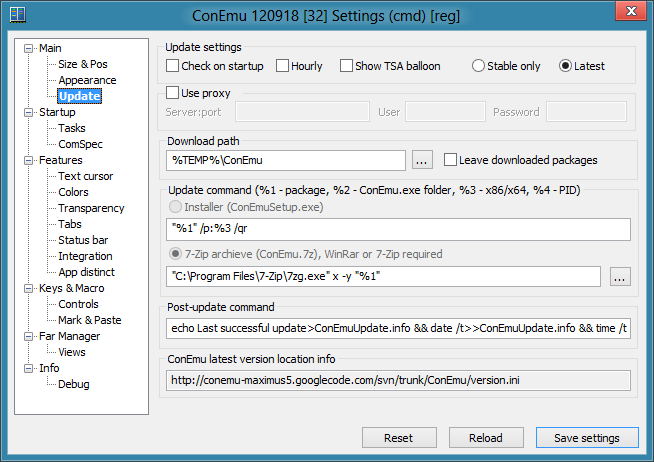 ConEmu 120918 [32] Settings (cmd) [reg]
Main
Size & Pos
Appearance
Update
Startup
Tasks
ComSpec
Features
Text cursor
Colors
Transparency
Tabs
Status bar
Integration
App distinct
Keys & Macro
Controls
Mark & Paste
Far Manager
Views
Info
Debug
Update settings
Check on startup Hourly Show TSA balloon Stable only Latest
Use proxy
Server:port User Password
Download path
%TEMP%\ConEmu ... Leave downloaded packages
Update command (%1 - package, %2 - ConEmu.exe folder, %3 - x86/x64, %4 - PID)
Installer (ConEmuSetup.exe)
"%1" /p:%3 /qr
7-Zip archieve (ConEmu.7z), WinRar or 7-Zip required
"C:\Program Files\7-Zip\7zg.exe" x -y "%1" ...
Post-update command
echo Last successful update>ConEmuUpdate.info && date /t>>ConEmuUpdate.info && time /t
ConEmu latest version location info
http://conemu-maximus5.googlecode.com/svn/trunk/ConEmu/version.ini
Reset Reload Save settings